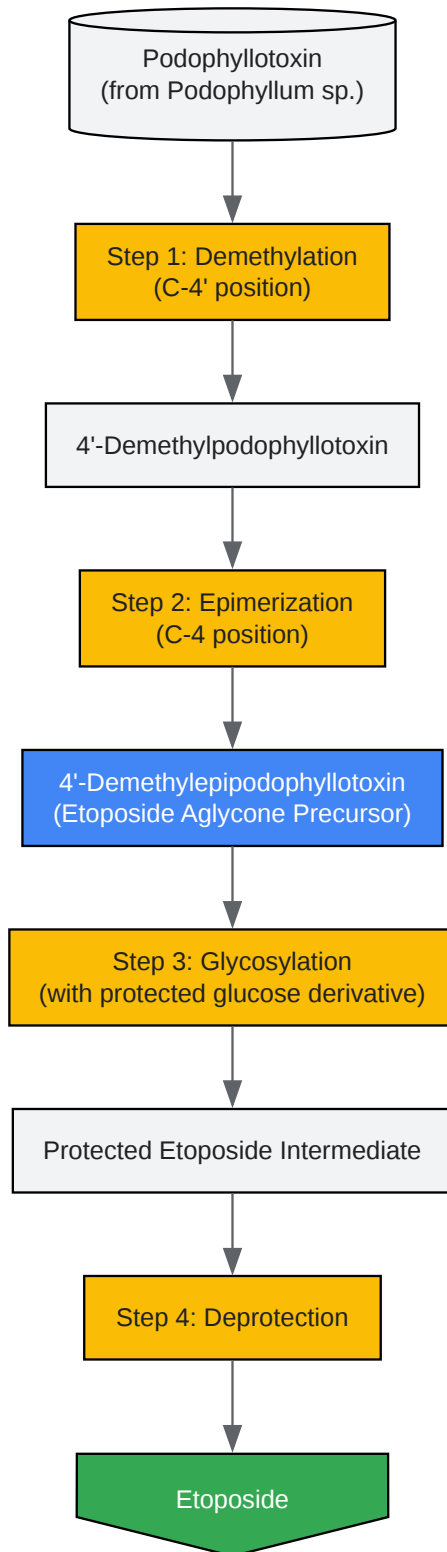 Podophyllotoxin
(from Podophyllum sp.)
Step 1: Demethylation
(C-4' position)
4'-Demethylpodophyllotoxin
Step 2: Epimerization
(C-4 position)
4'-Demethylepipodophyllotoxin
(Etoposide Aglycone Precursor)
Step 3: Glycosylation
(with protected glucose derivative)
Protected Etoposide Intermediate
Step 4: Deprotection
Etoposide